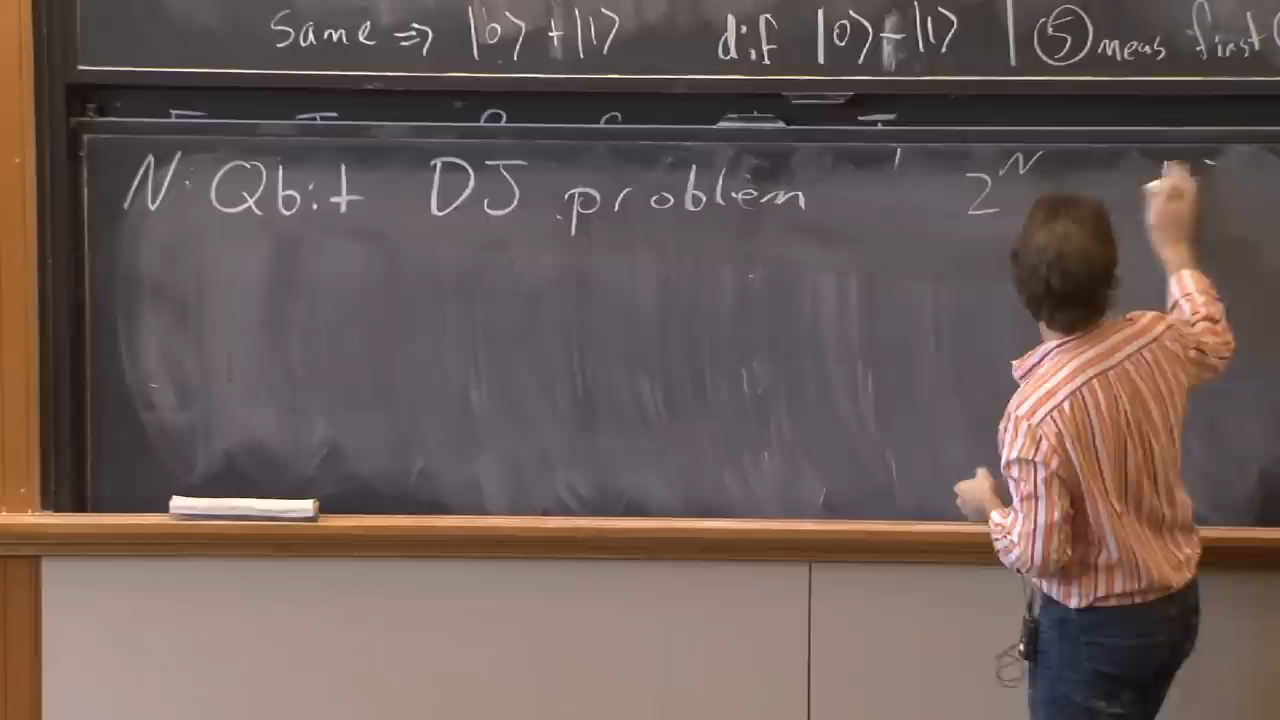 Same ⇒ |0⟩ + |1⟩ dif |0⟩ - |1⟩ | ⑤ meas first
N Qbit DJ problem 2^N